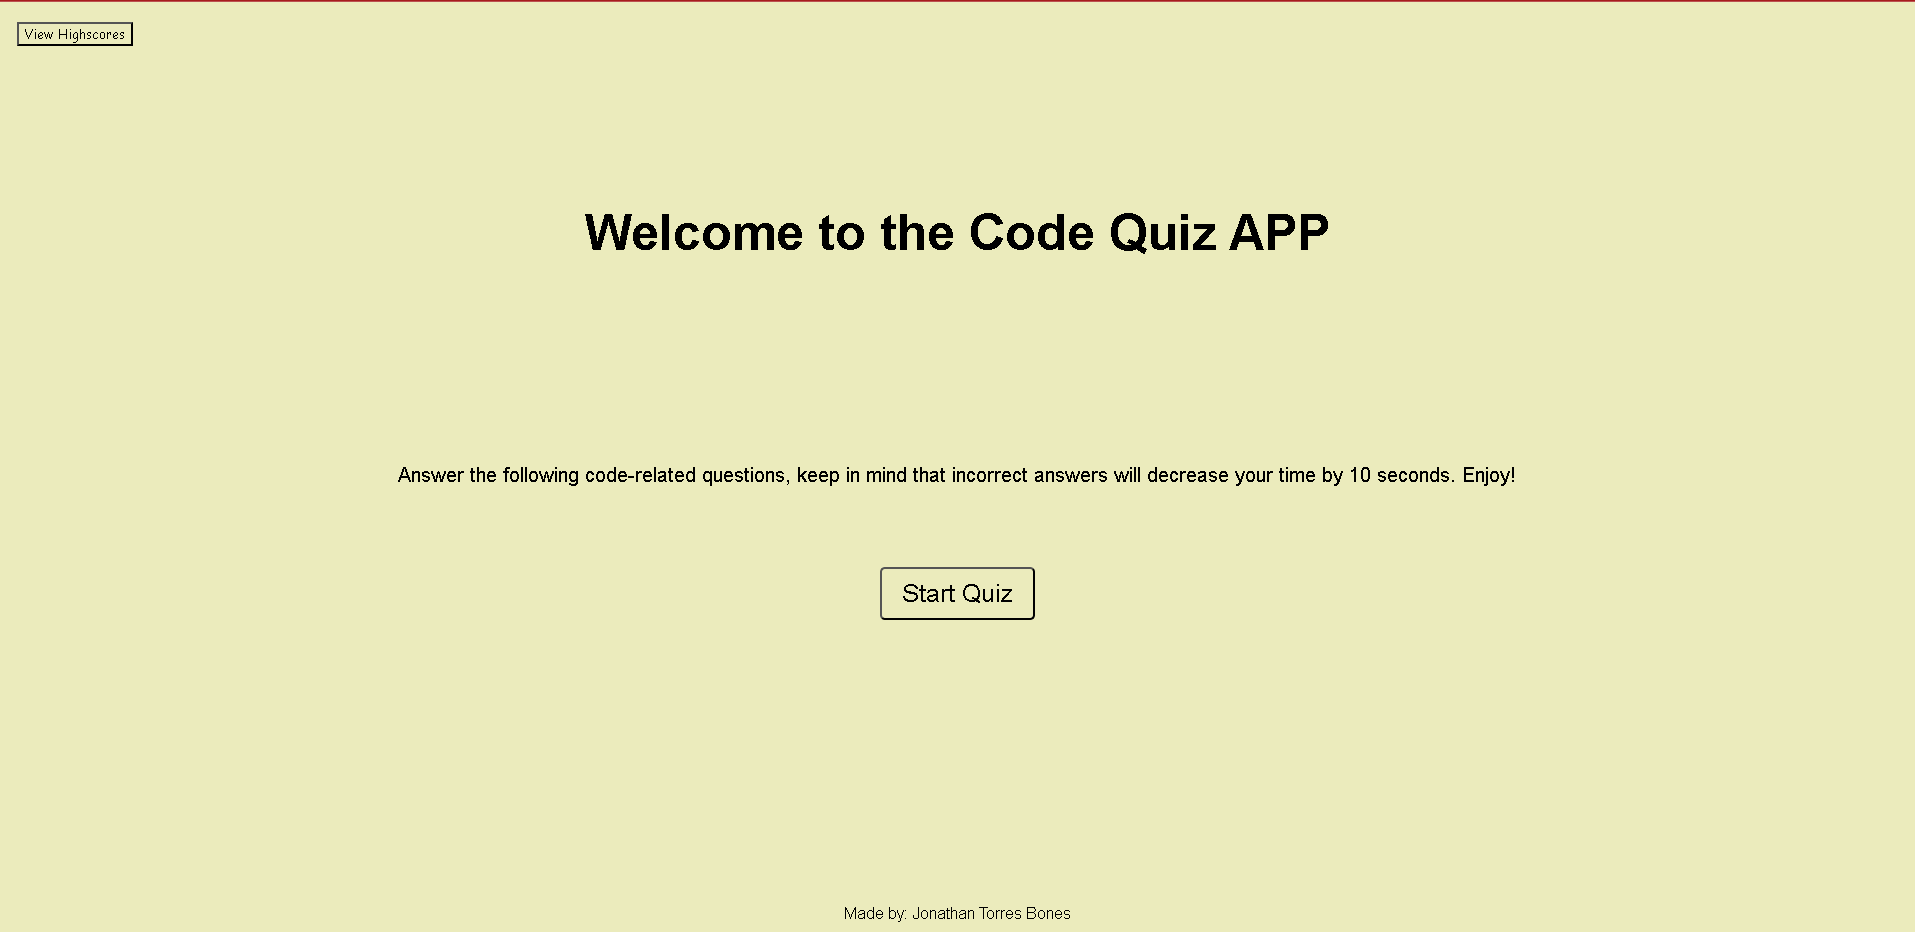 View Highscores
Welcome to the Code Quiz APP
Answer the following code-related questions, keep in mind that incorrect answers will decrease your time by 10 seconds. Enjoy!
Start Quiz
Made by: Jonathan Torres Bones